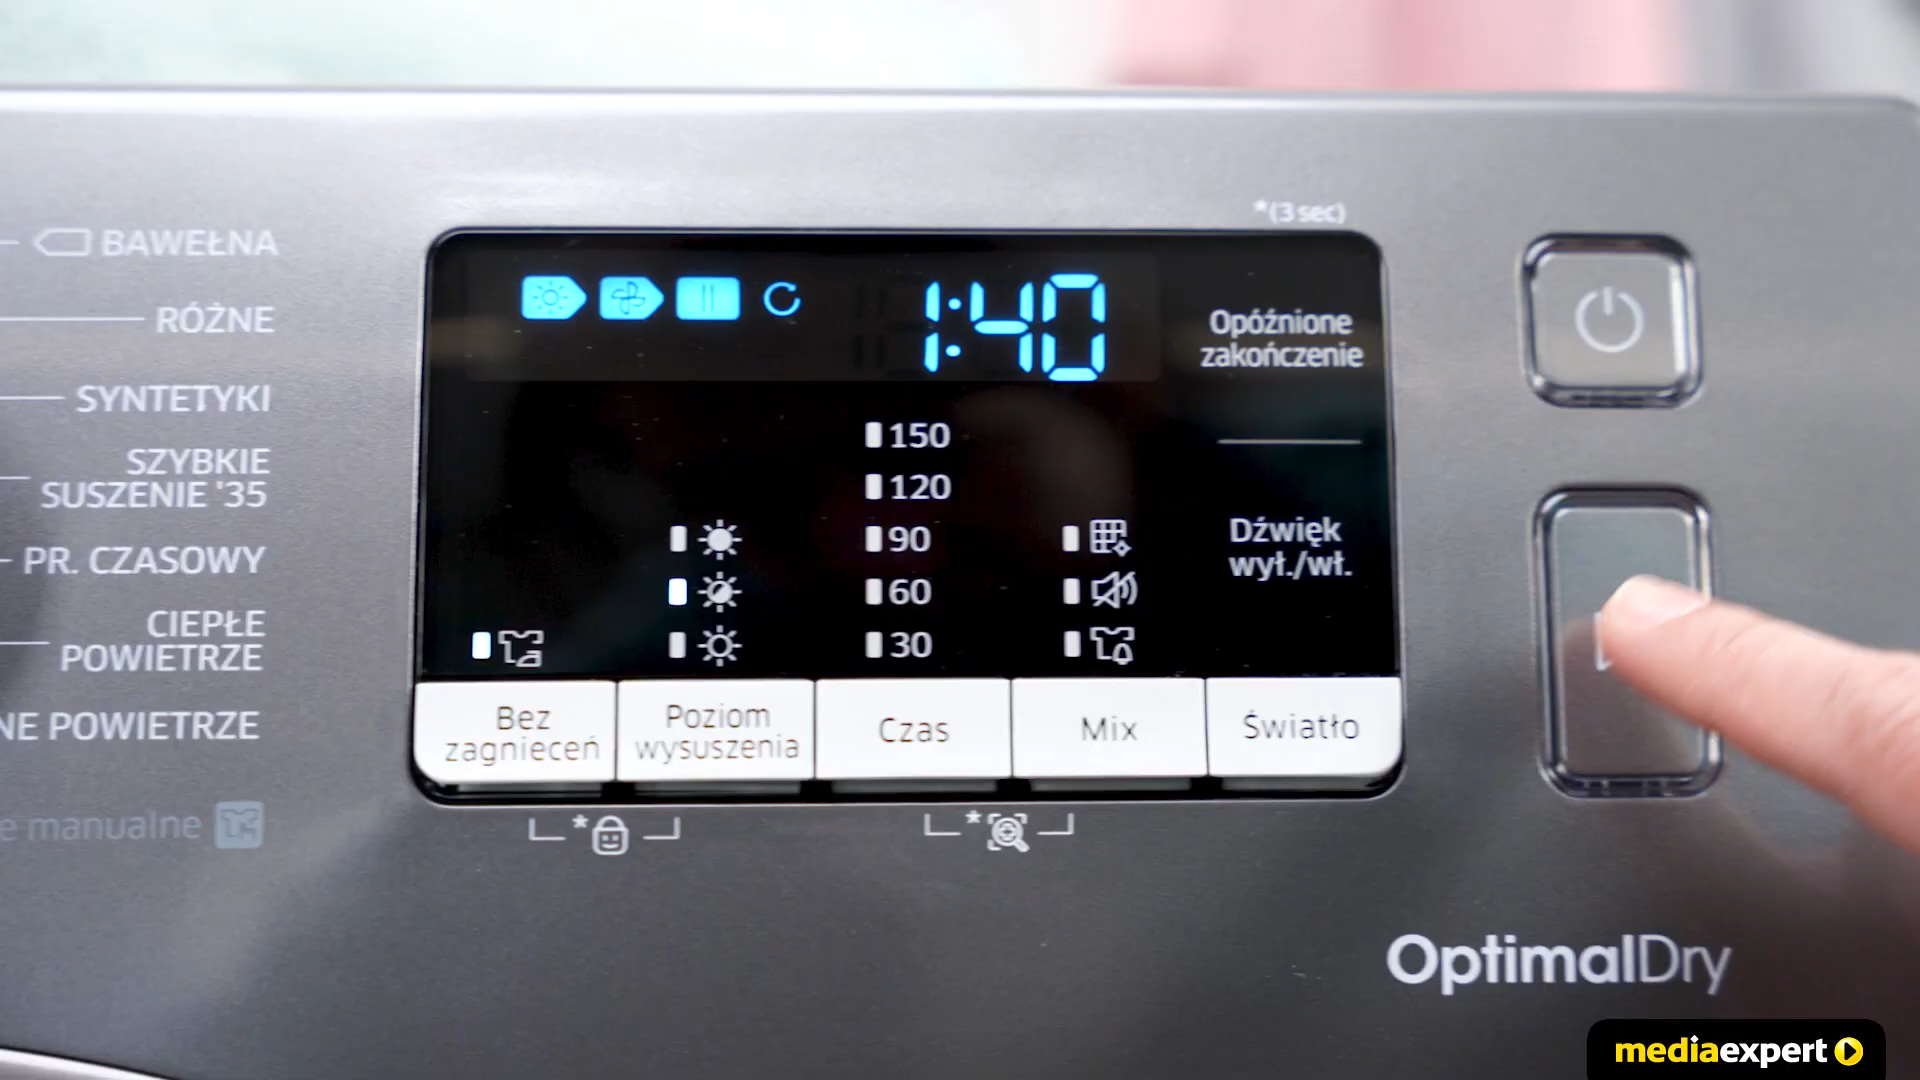 *(3 sec)
BAWEŁNA
RÓŻNE
SYNTETYKI
SZYBKIE
SUSZENIE '35
PR. CZASOWY
CIEPŁE
POWIETRZE
NE POWIETRZE
e manualne
1:40
Opóźnione
zakończenie
150
120
90
60
30
Dźwięk
wył./wł.
Bez
zagnieceń
Poziom
wysuszenia
Czas
Mix
Światło
*
*
OptimalDry
mediaexpert